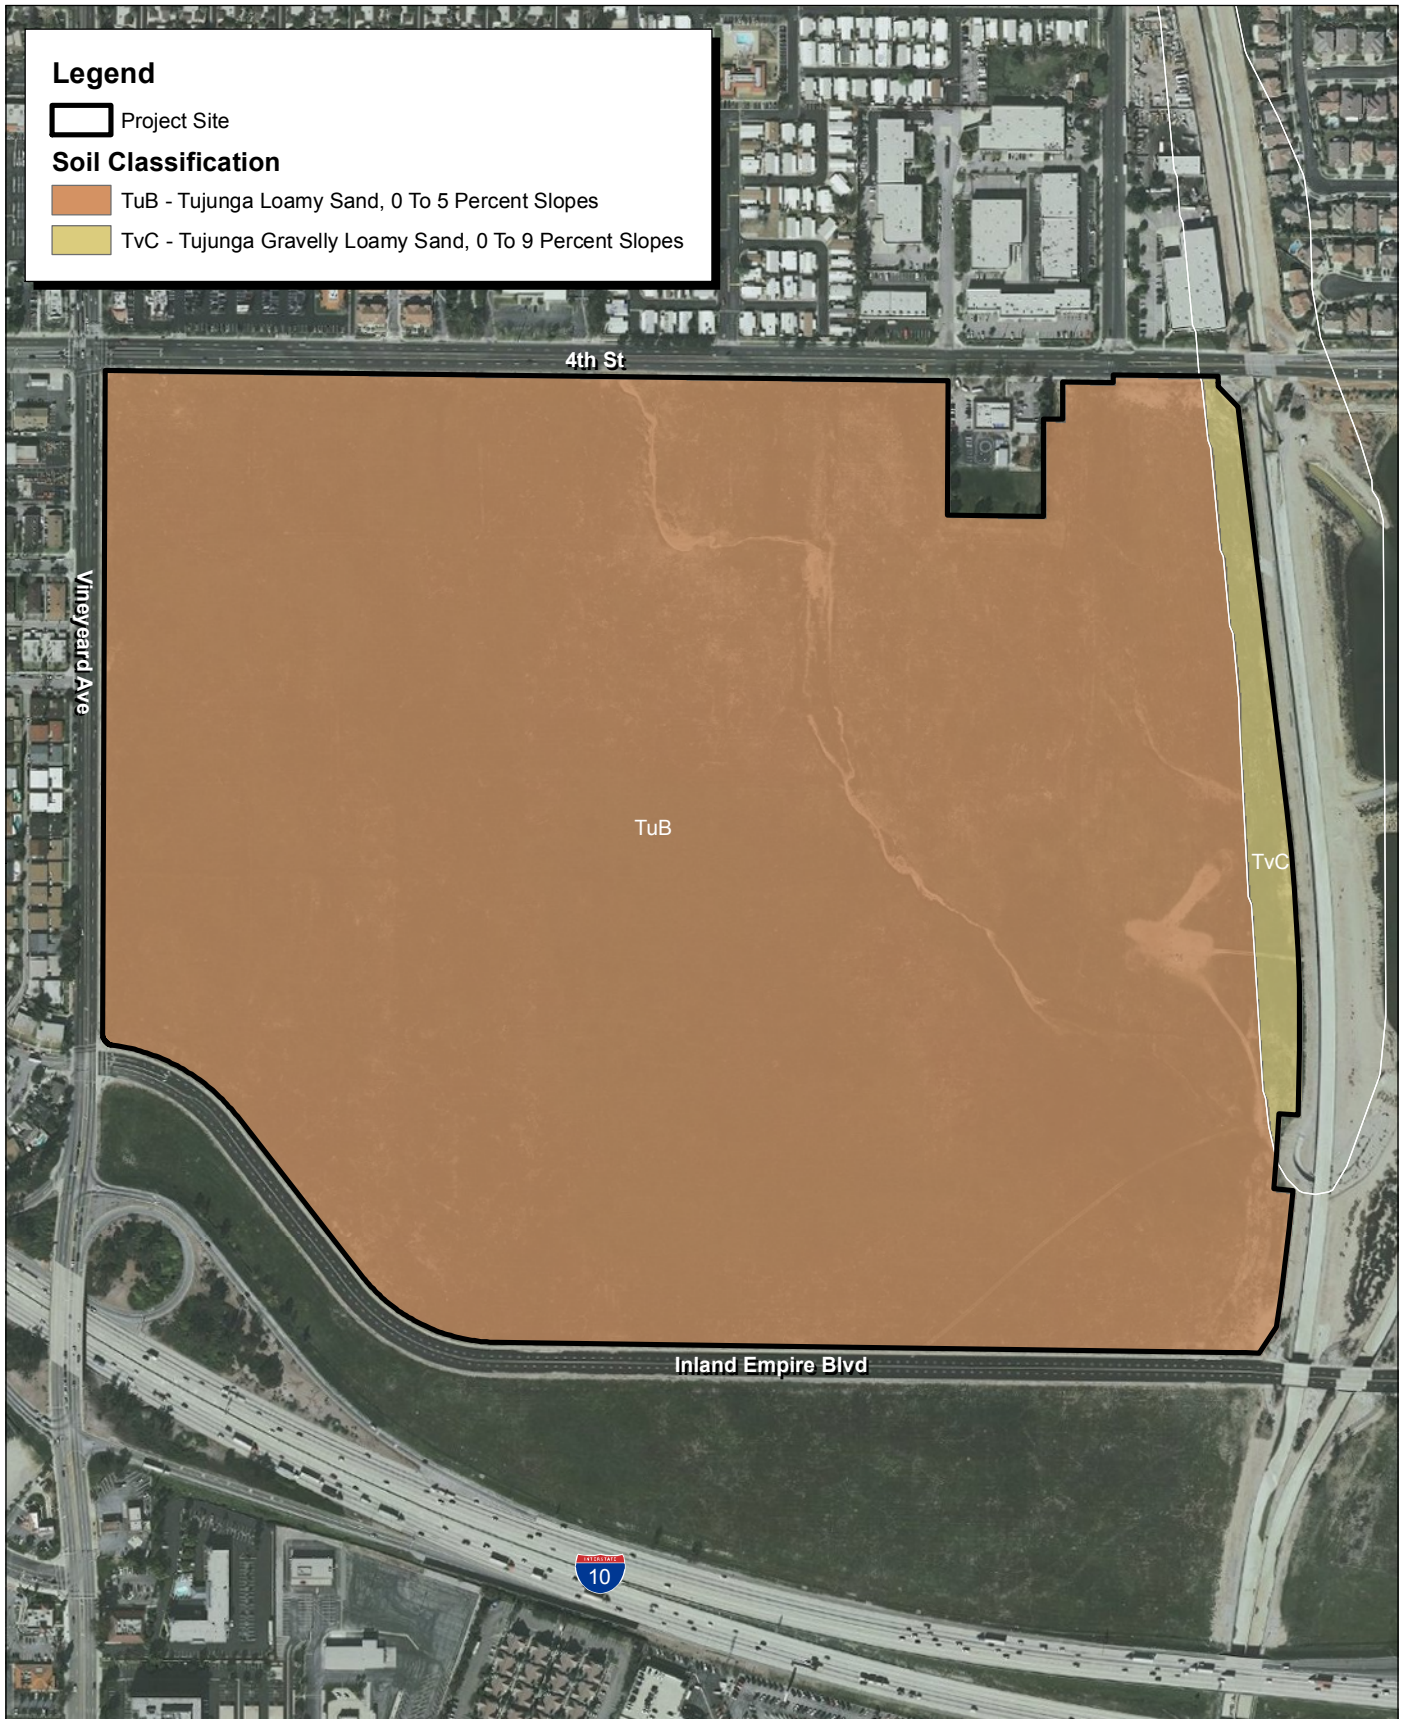 Legend
Project Site
Soil Classification
TuB - Tujunga Loamy Sand, 0 To 5 Percent Slopes
TvC - Tujunga Gravelly Loamy Sand, 0 To 9 Percent Slopes
4th St
Vineyeard Ave
TuB
TvC
Inland Empire Blvd
INTERSTATE
10